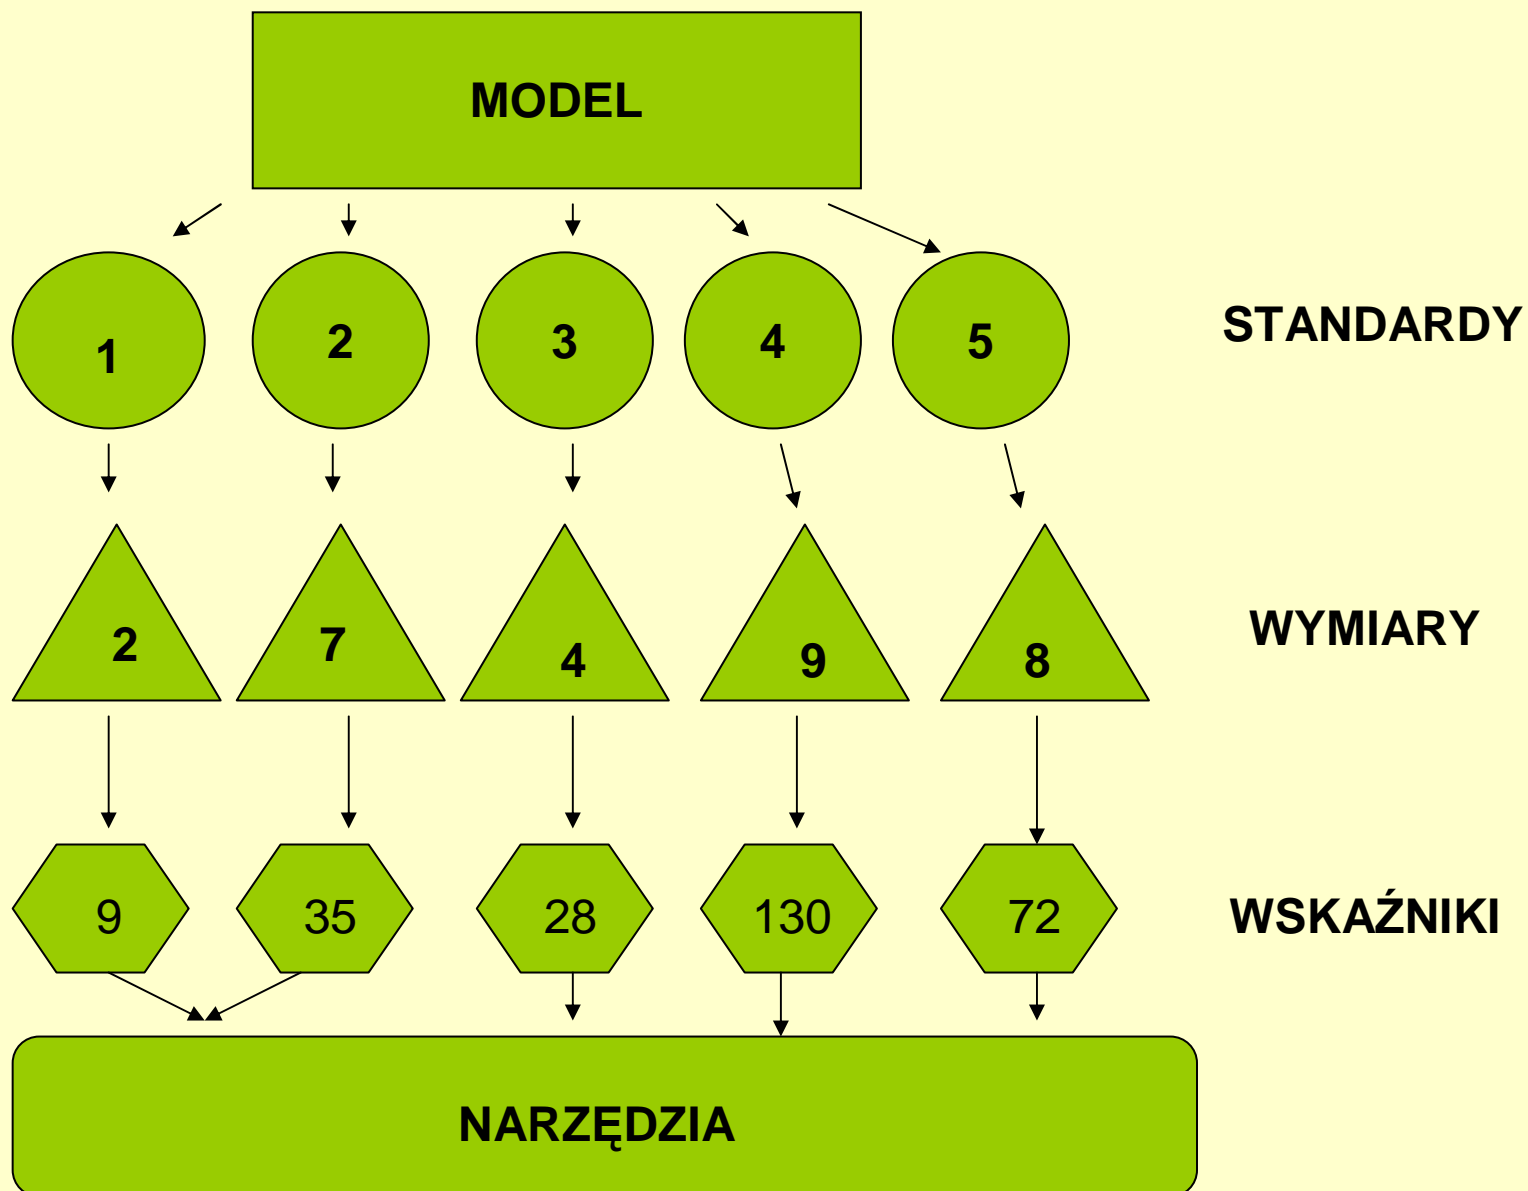 MODEL
1 2 3 4 5 STANDARDY
2 7 4 9 8 WYMIARY
9 35 28 130 72 WSKAŹNIKI
NARZĘDZIA